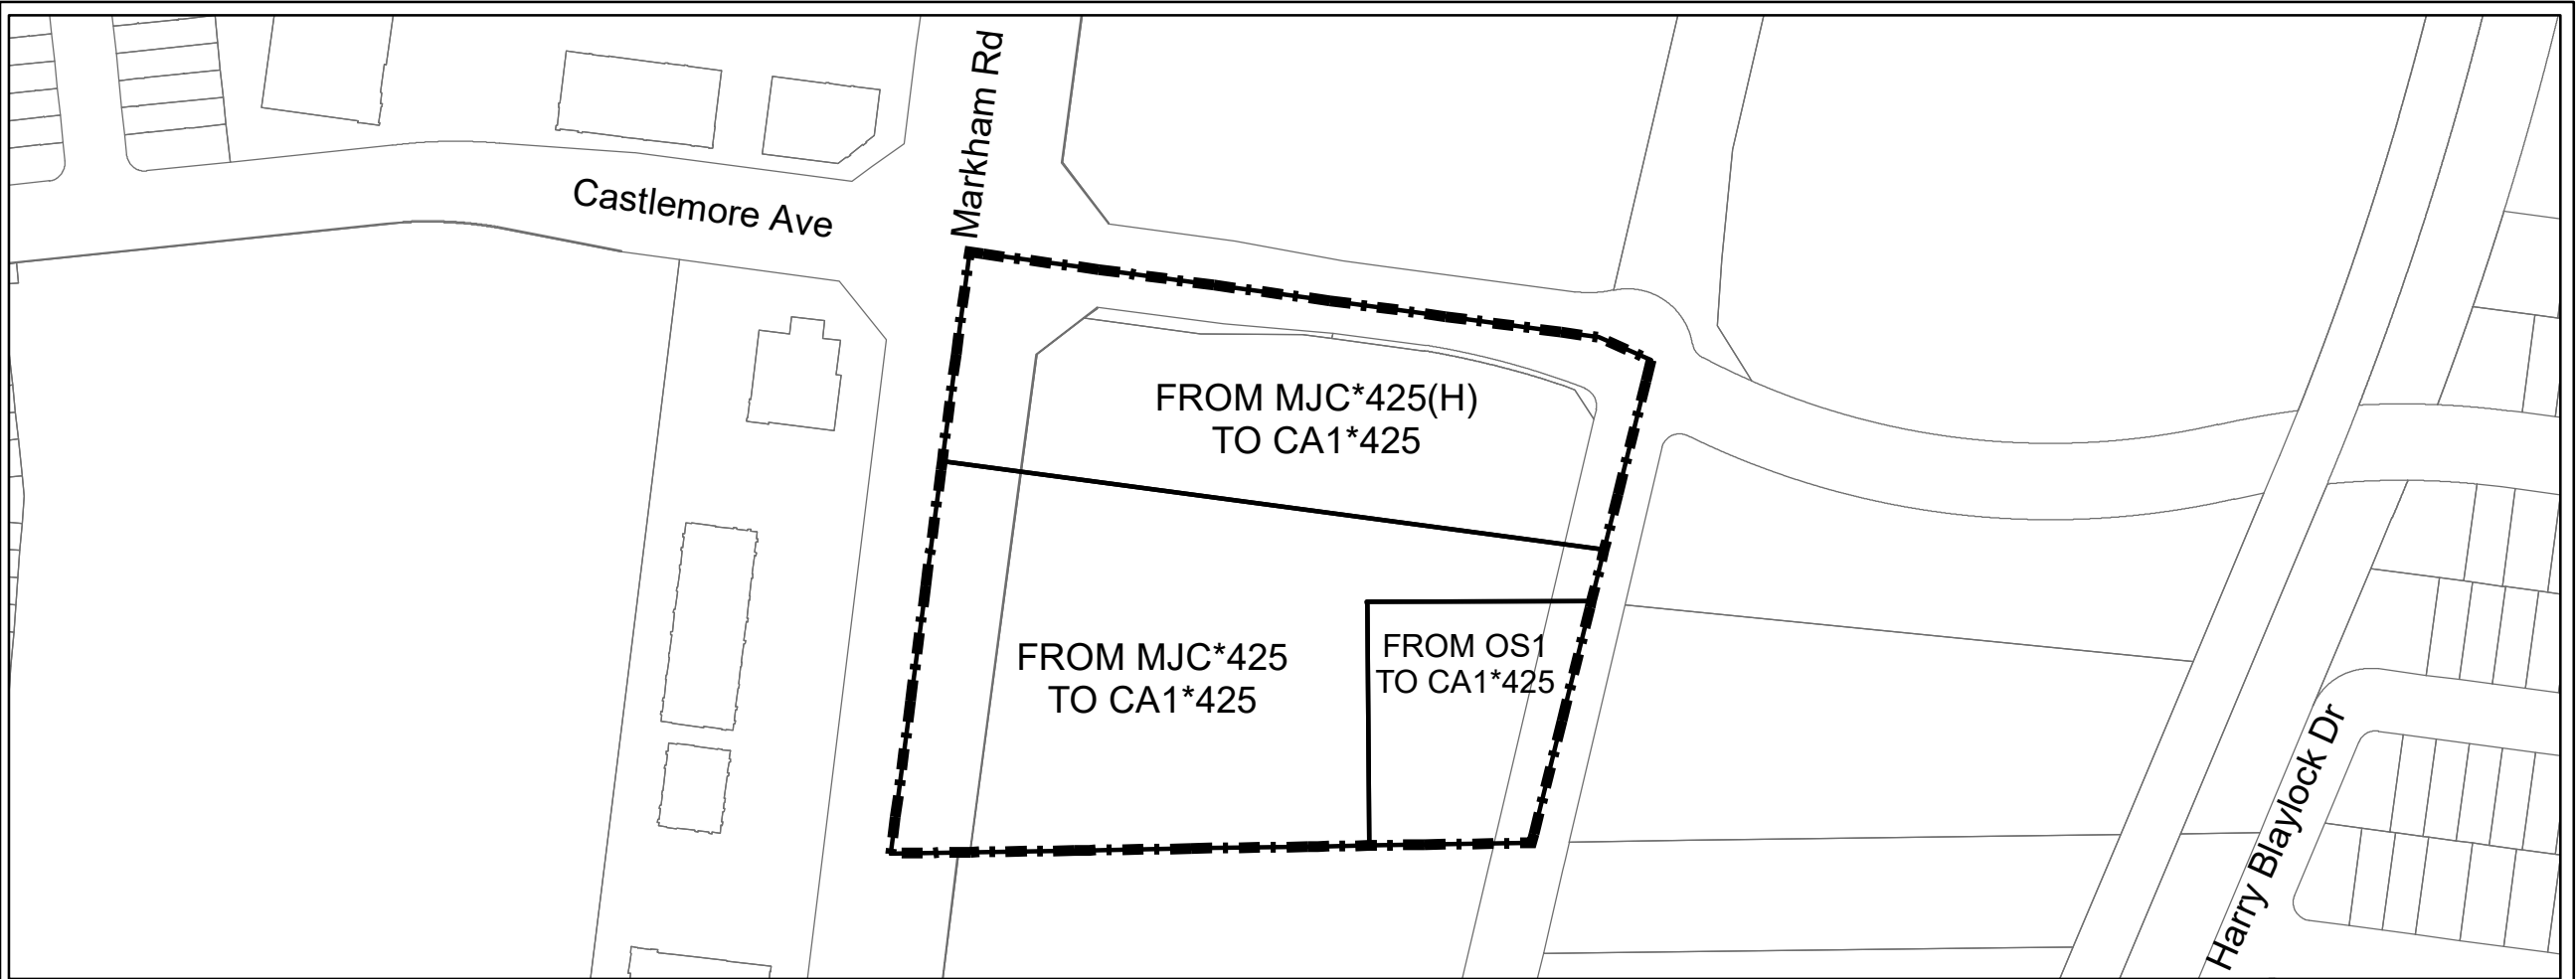 Markham Rd
Castlemore Ave
FROM MJC*425(H)
TO CA1*425
FROM MJC*425
TO CA1*425
FROM OS1
TO CA1*425
Harry Blaylock Dr